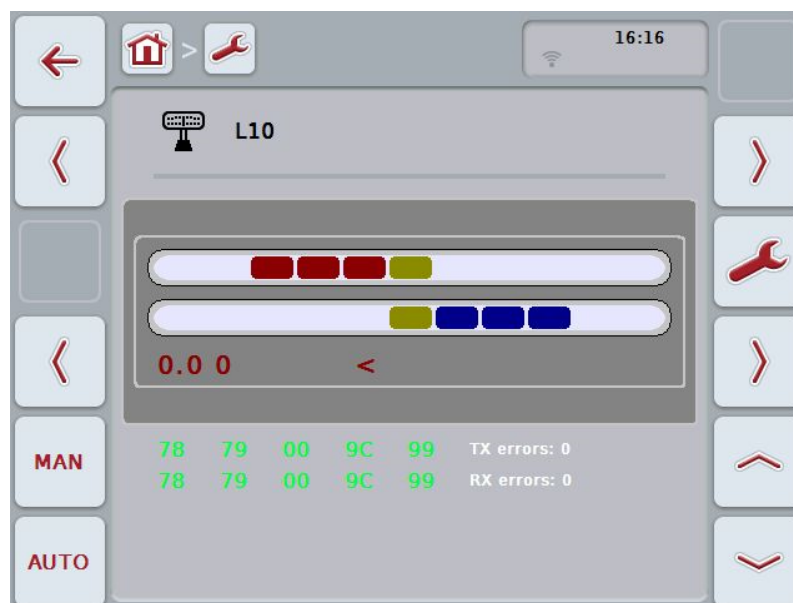 >
16:16
L10
0.0 0 <
78 79 00 9C 99 TX errors: 0
78 79 00 9C 99 RX errors: 0
MAN
AUTO